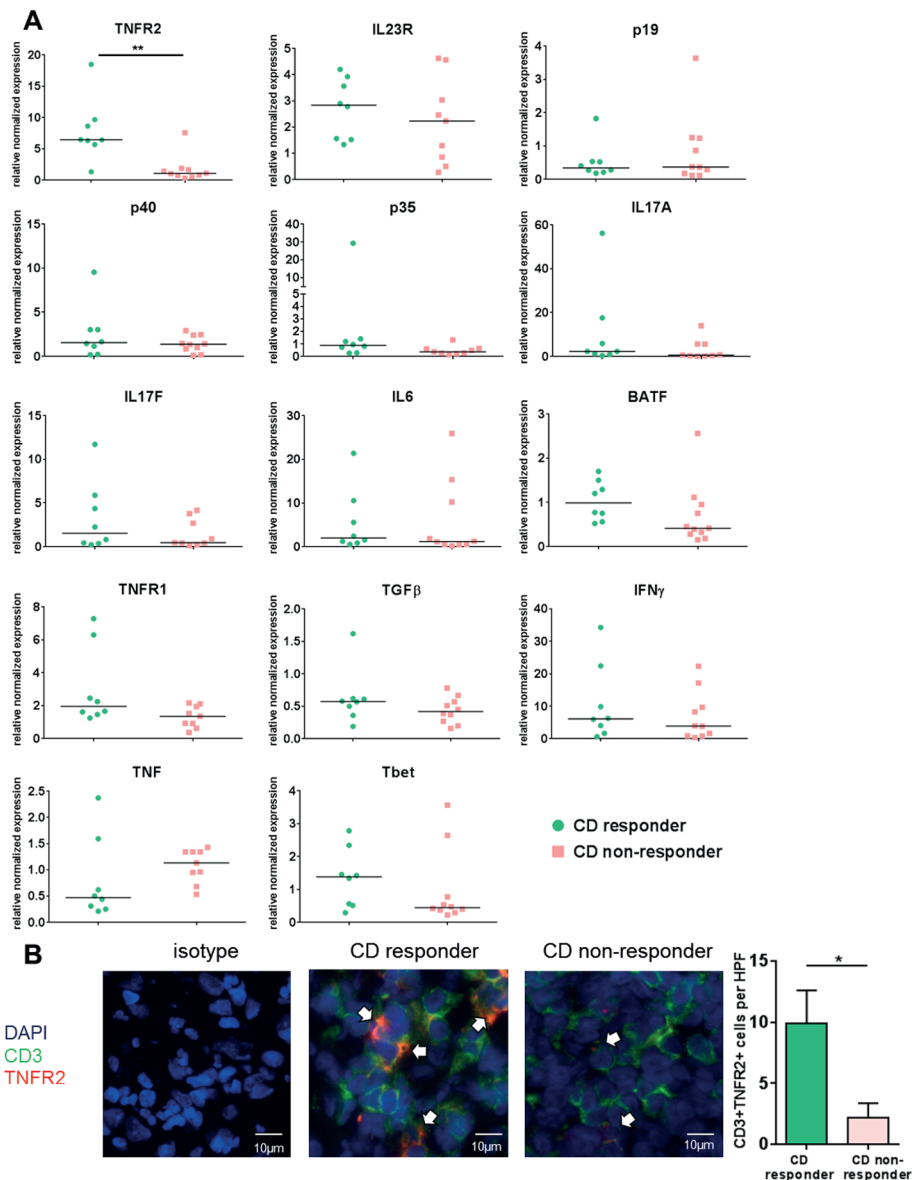 A
TNFR2
relative normalized expression
20
15
10
5
0
**
IL23R
relative normalized expression
5
4
3
2
1
0
p19
relative normalized expression
4
3
2
1
0
p40
relative normalized expression
15
10
5
0
p35
relative normalized expression
40
30
20
10
5
4
3
2
1
0
IL17A
relative normalized expression
60
40
20
0
IL17F
relative normalized expression
15
10
5
0
IL6
relative normalized expression
30
20
10
0
BATF
relative normalized expression
3
2
1
0
TNFR1
relative normalized expression
8
6
4
2
0
TGFβ
relative normalized expression
2.0
1.5
1.0
0.5
0.0
IFNγ
relative normalized expression
40
30
20
10
0
TNF
relative normalized expression
2.5
2.0
1.5
1.0
0.5
0.0
Tbet
relative normalized expression
4
3
2
1
0
CD responder
CD non-responder
B
DAPI
CD3
TNFR2
isotype
10μm
CD responder
10μm
CD non-responder
10μm
CD3+TNFR2+ cells per HPF
15
10
5
0
*
CD
responder
CD non-
responder